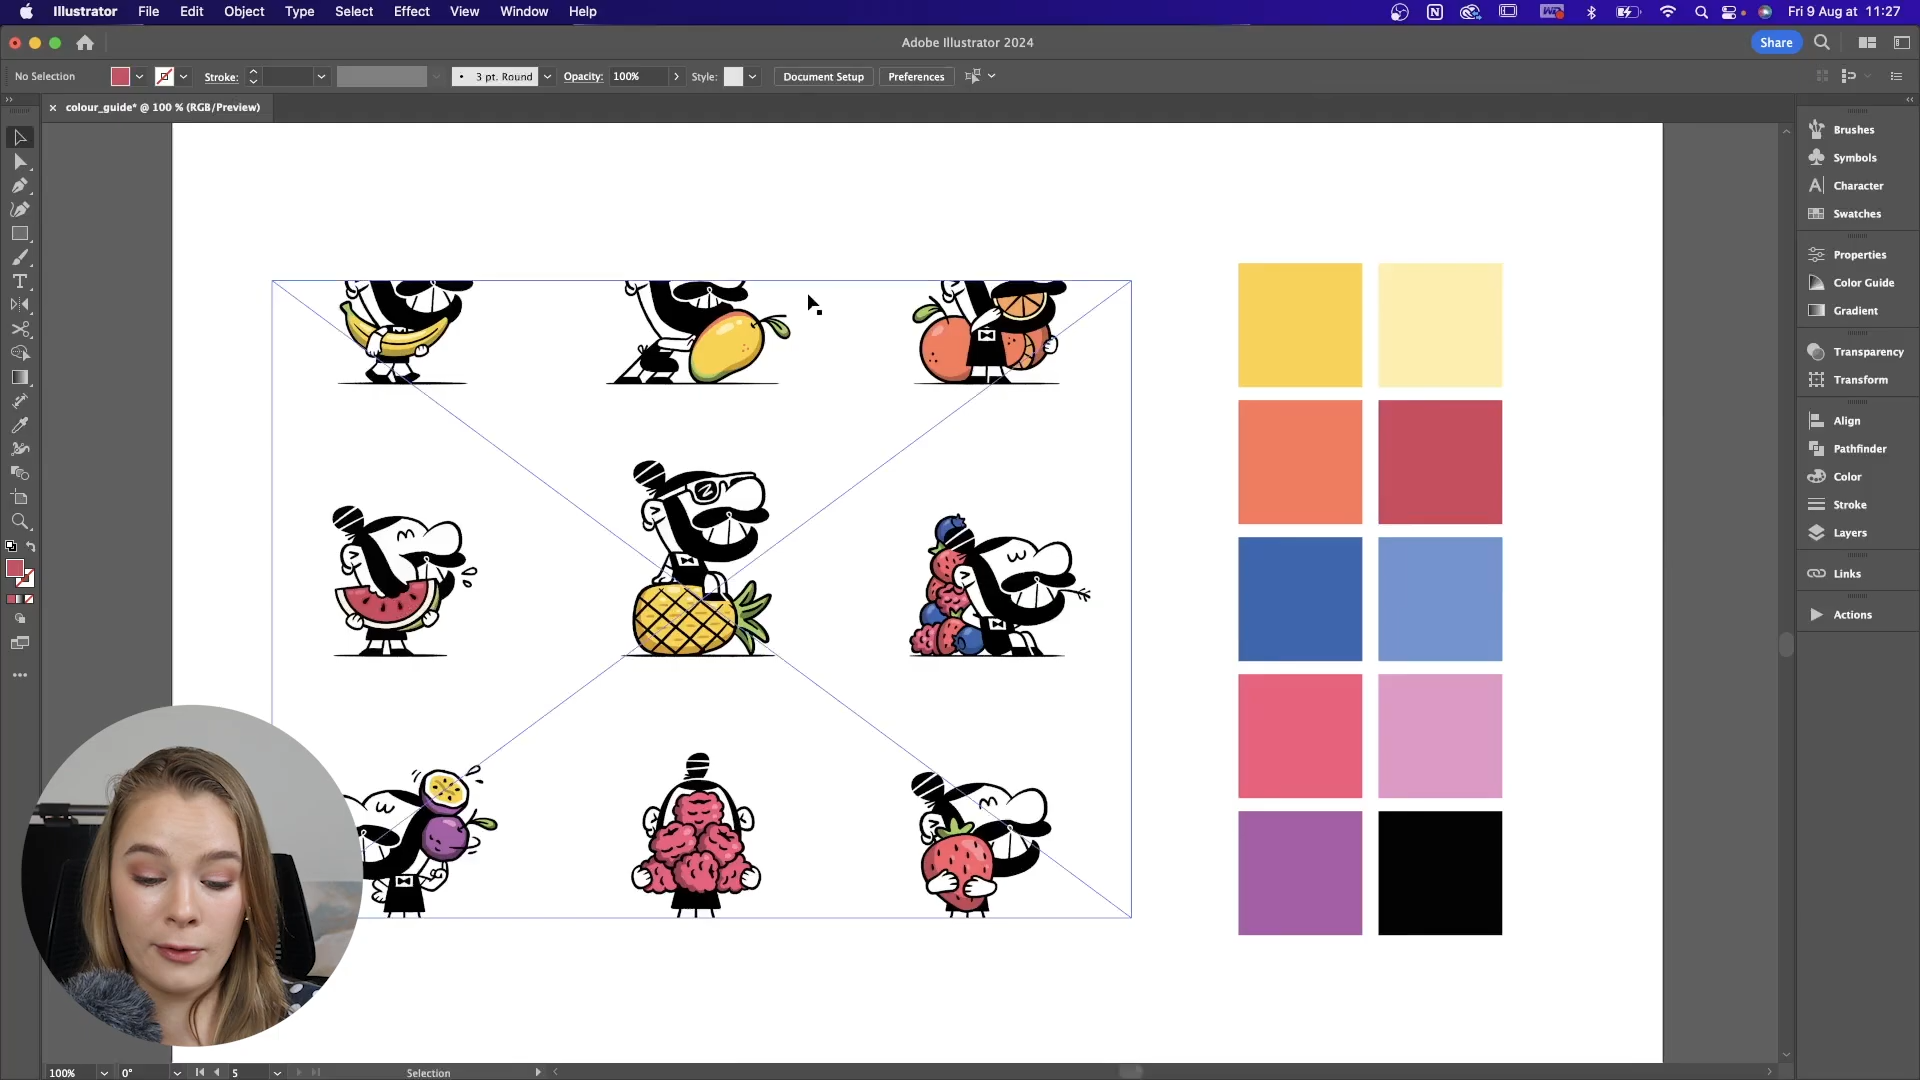 Illustrator File Edit Object Type Select Effect View Window Help Fri 9 Aug at 11:27
Adobe Illustrator 2024 Share
No Selection Stroke: 3 pt. Round Opacity: 100% Style: Document Setup Preferences
colour_guide* @ 100 % (RGB/Preview)
Brushes
Symbols
Character
Swatches
Properties
Color Guide
Gradient
Transparency
Transform
Align
Pathfinder
Color
Stroke
Layers
Links
Actions
100% 0° 5 Selection